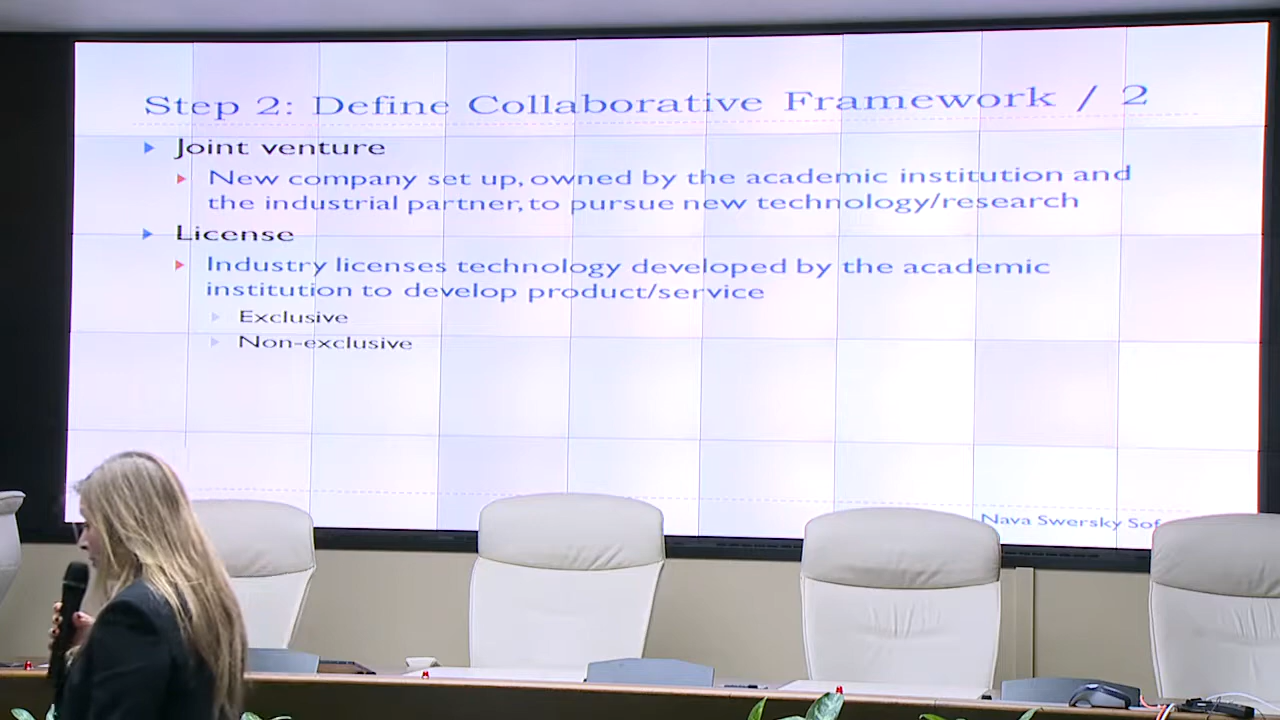 Step 2: Define Collaborative Framework / 2
Joint venture
New company set up, owned by the academic institution and
the industrial partner, to pursue new technology/research
License
Industry licenses technology developed by the academic
institution to develop product/service
Exclusive
Non-exclusive
Nava Swersky